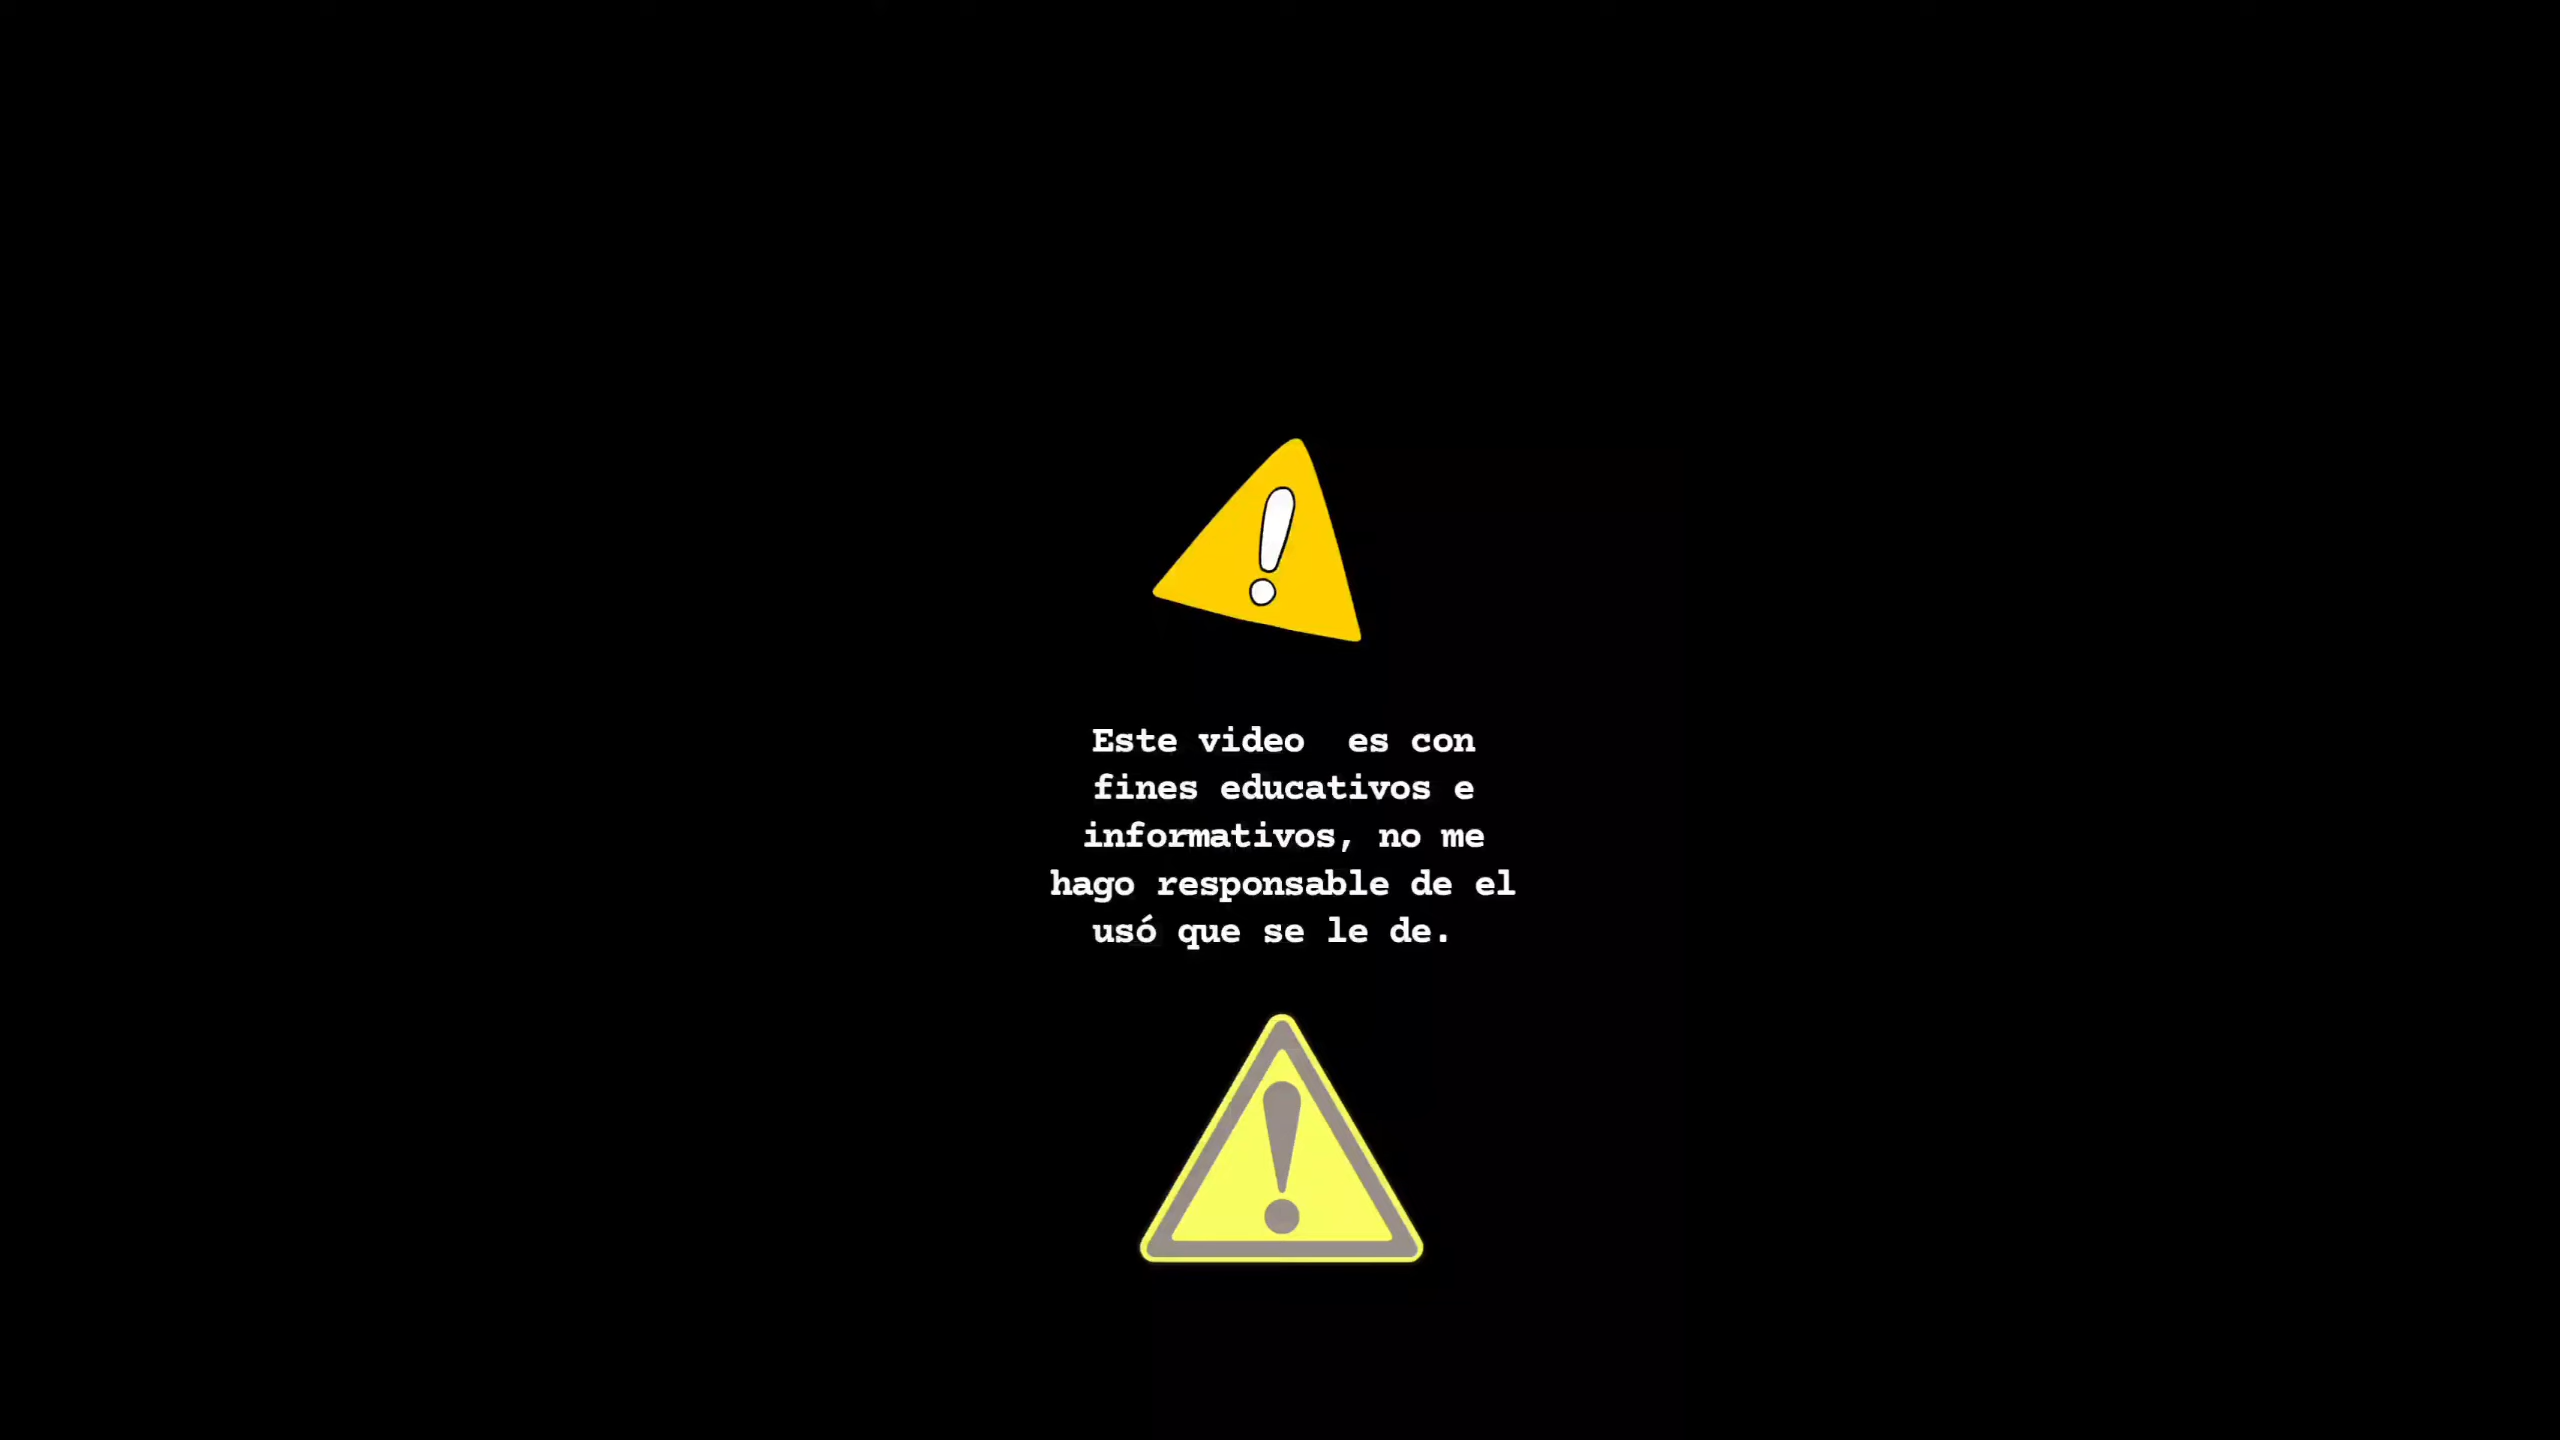 Este video  es con
fines educativos e
informativos, no me
hago responsable de el
usó que se le de.